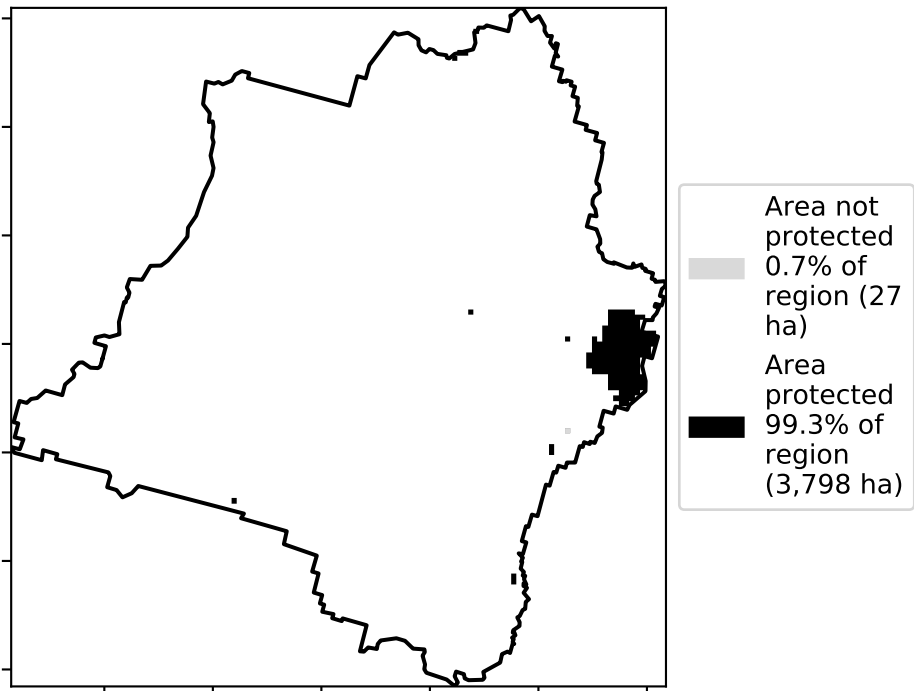 Area not
protected
0.7% of
region (27
ha)
Area
protected
99.3% of
region
(3,798 ha)